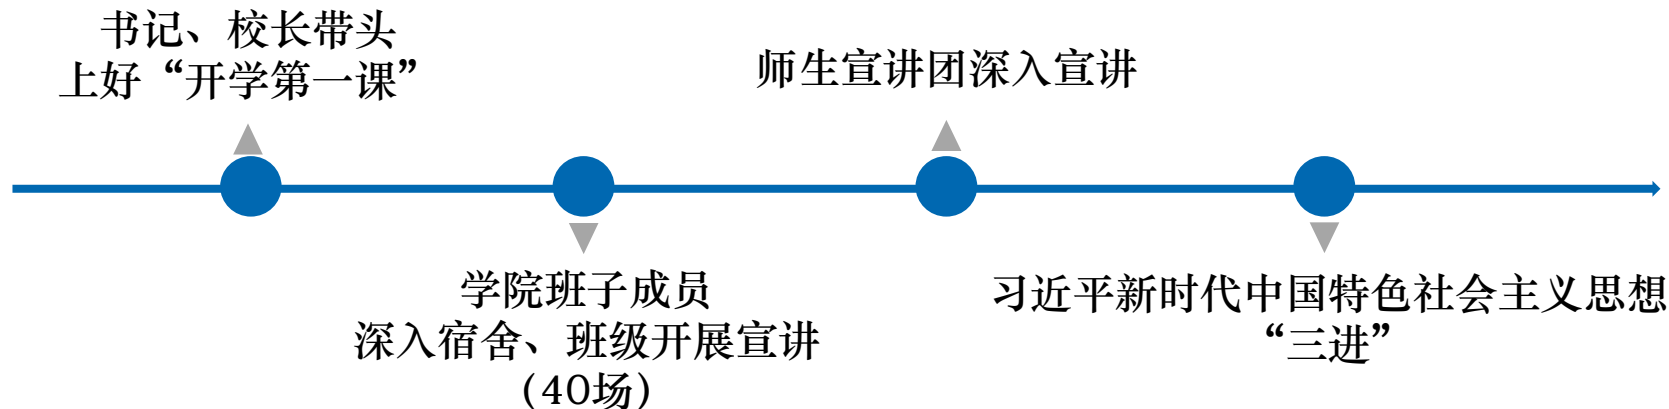 书记、校长带头
上好“开学第一课”
师生宣讲团深入宣讲
学院班子成员
深入宿舍、班级开展宣讲
（40场）
习近平新时代中国特色社会主义思想
“三进”